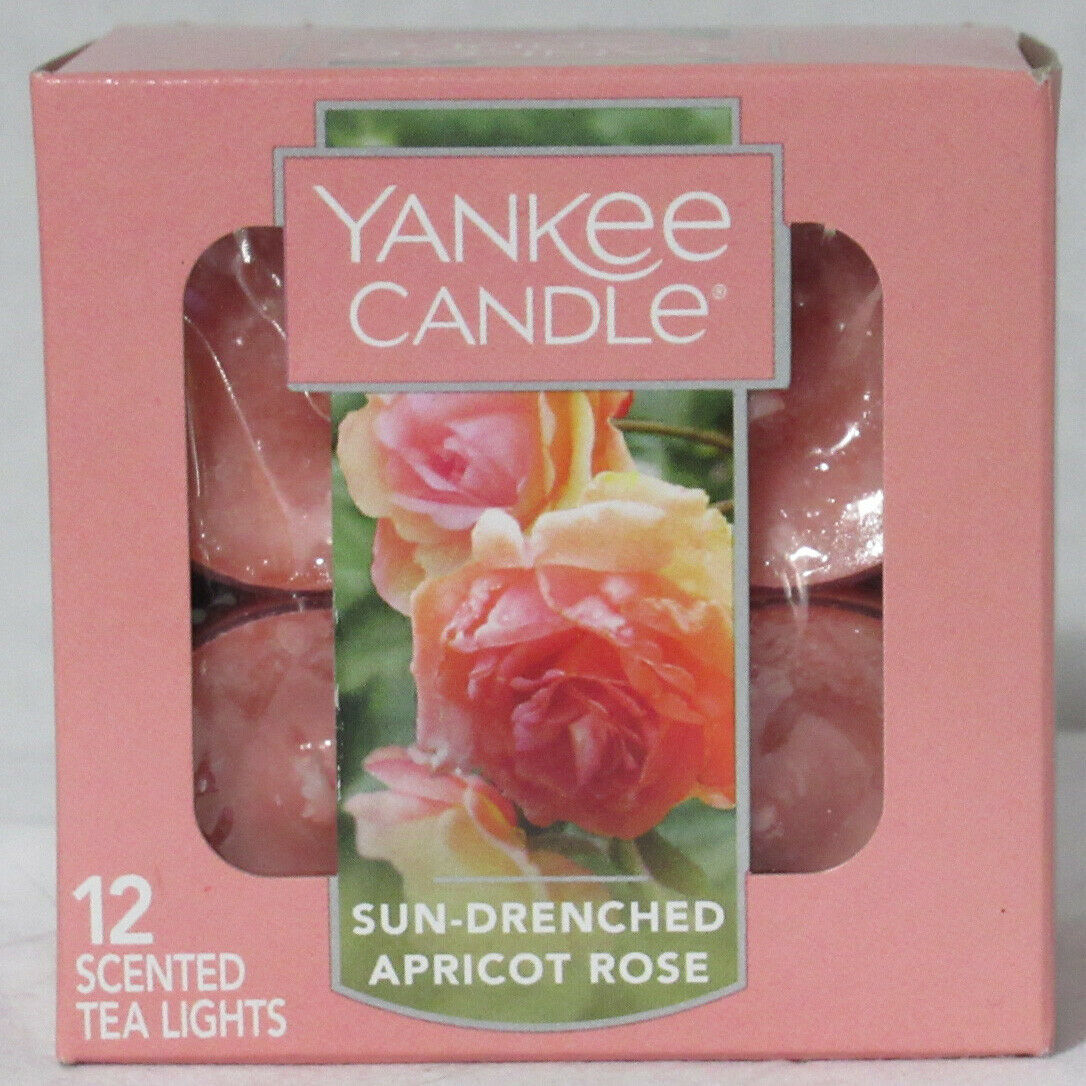 YANKEE
CANDLE®
SUN-DRENCHED
APRICOT ROSE
12
SCENTED
TEA LIGHTS